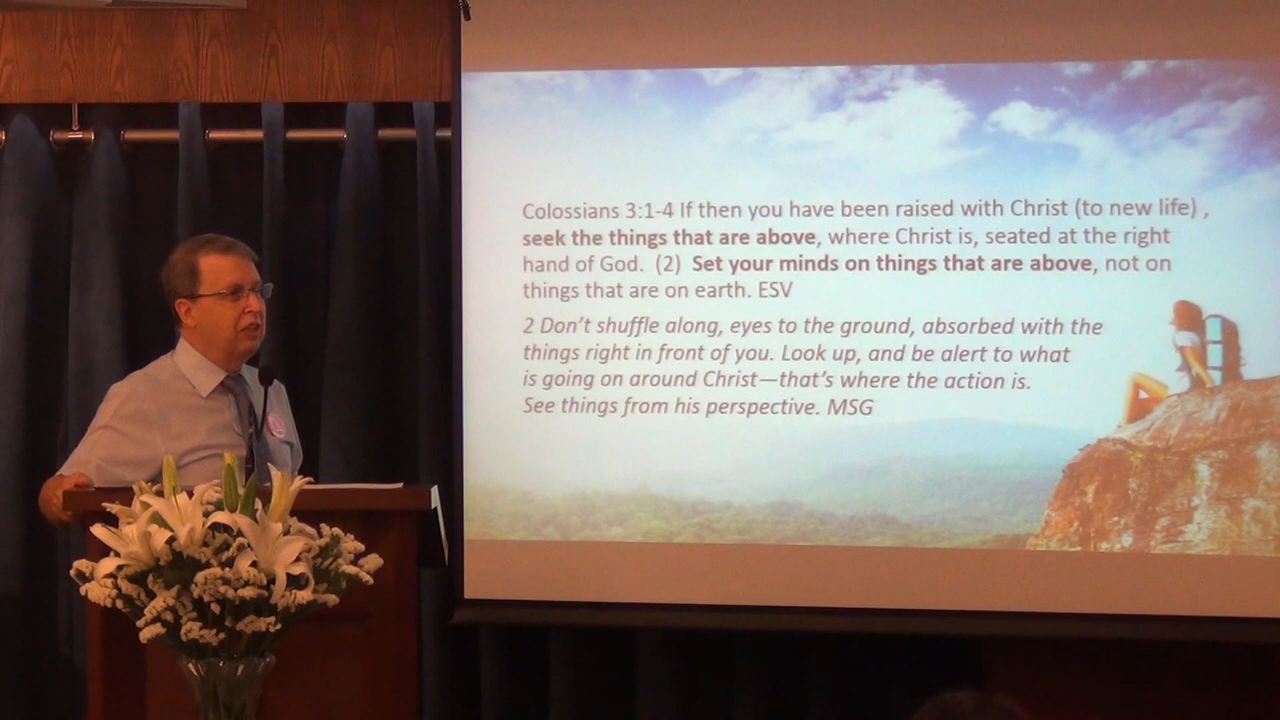 Colossians 3:1-4 If then you have been raised with Christ (to new life) ,
seek the things that are above, where Christ is, seated at the right
hand of God.  (2)  Set your minds on things that are above, not on
things that are on earth. ESV
2 Don’t shuffle along, eyes to the ground, absorbed with the
things right in front of you. Look up, and be alert to what
is going on around Christ—that’s where the action is.
See things from his perspective. MSG